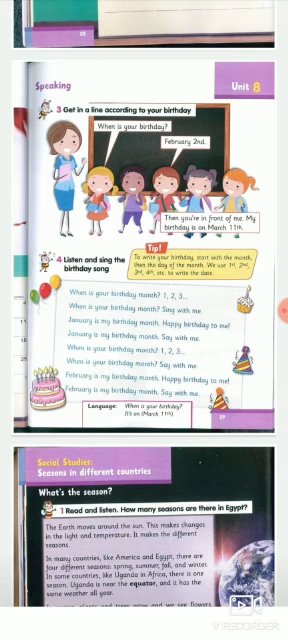 28
Speaking
Unit 8
3 Get in a line according to your birthday
When is your birthday?
February 2nd.
Then you're in front of me. My
birthday is on March 11th.
4 Listen and sing the
birthday song
Tip!
To write your birthday, start with the month,
then the day of the month. We use 1st, 2nd,
3rd, 4th, etc. to write the date.
When is your birthday month? 1, 2, 3...
When is your birthday month? Sing with me.
January is my birthday month. Happy birthday to me!
January is my birthday month. Say with me.
When is your birthday month? 1, 2, 3...
When is your birthday month? Say with me.
February is my birthday month. Happy birthday to me!
February is my birthday month. Say with me.
Language: When is your birthday?
It's on (March 11th).
29
Social Studies:
Seasons in different countries
What's the season?
1 Read and listen. How many seasons are there in Egypt?
The Earth moves around the sun. This makes changes
in the light and temperature. It makes the different
seasons.
In many countries, like America and Egypt, there are
four different seasons: spring, summer, fall, and winter.
In some countries, like Uganda in Africa, there is one
season. Uganda is near the equator, and it has the
same weather all year.
plants and trees grow and we see flowers
V RECORDER